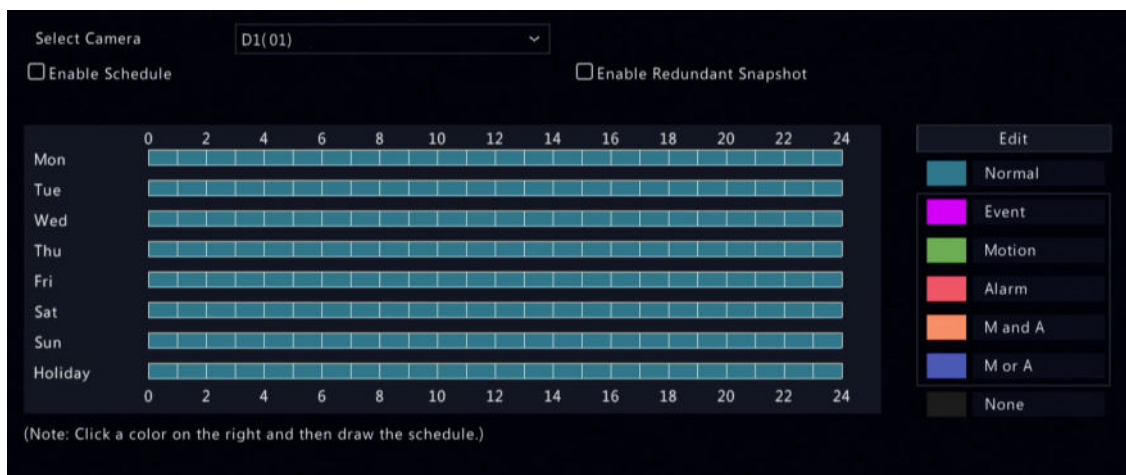 Select Camera D1(01)
Enable Schedule Enable Redundant Snapshot
0 2 4 6 8 10 12 14 16 18 20 22 24
Mon
Tue
Wed
Thu
Fri
Sat
Sun
Holiday
0 2 4 6 8 10 12 14 16 18 20 22 24
Edit
Normal
Event
Motion
Alarm
M and A
M or A
None
(Note: Click a color on the right and then draw the schedule.)